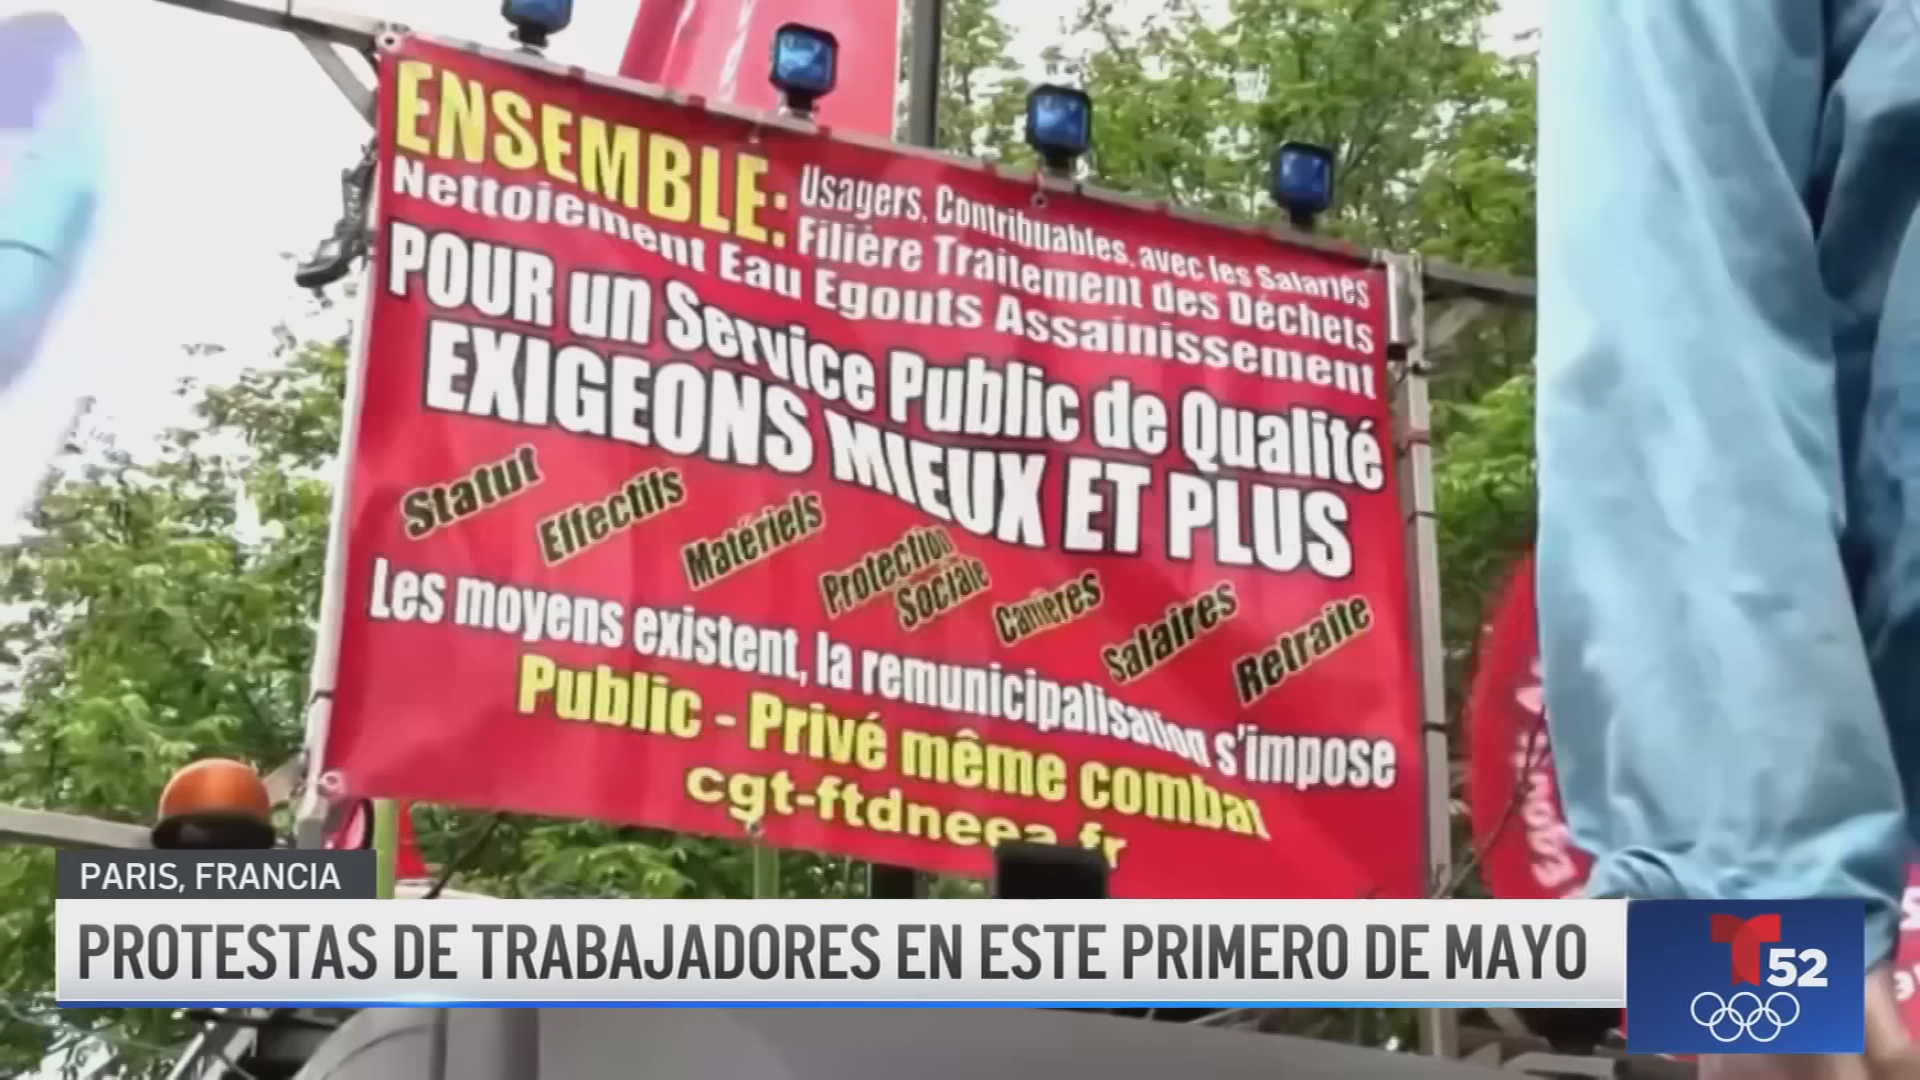 ENSEMBLE: Usagers, Contribuables, avec les Salariés
Filière Traitement des Déchets
Nettoiement Eau Egouts Assainissement
POUR un Service Public de Qualité
EXIGEONS MIEUX ET PLUS
Statut Effectifs Matériels Protection Sociale Carrières Salaires Retraite
Les moyens existent, la remunicipalisation s'impose
Public - Privé même combat
cgt-ftdneea.fr
PARIS, FRANCIA
PROTESTAS DE TRABAJADORES EN ESTE PRIMERO DE MAYO
T 52